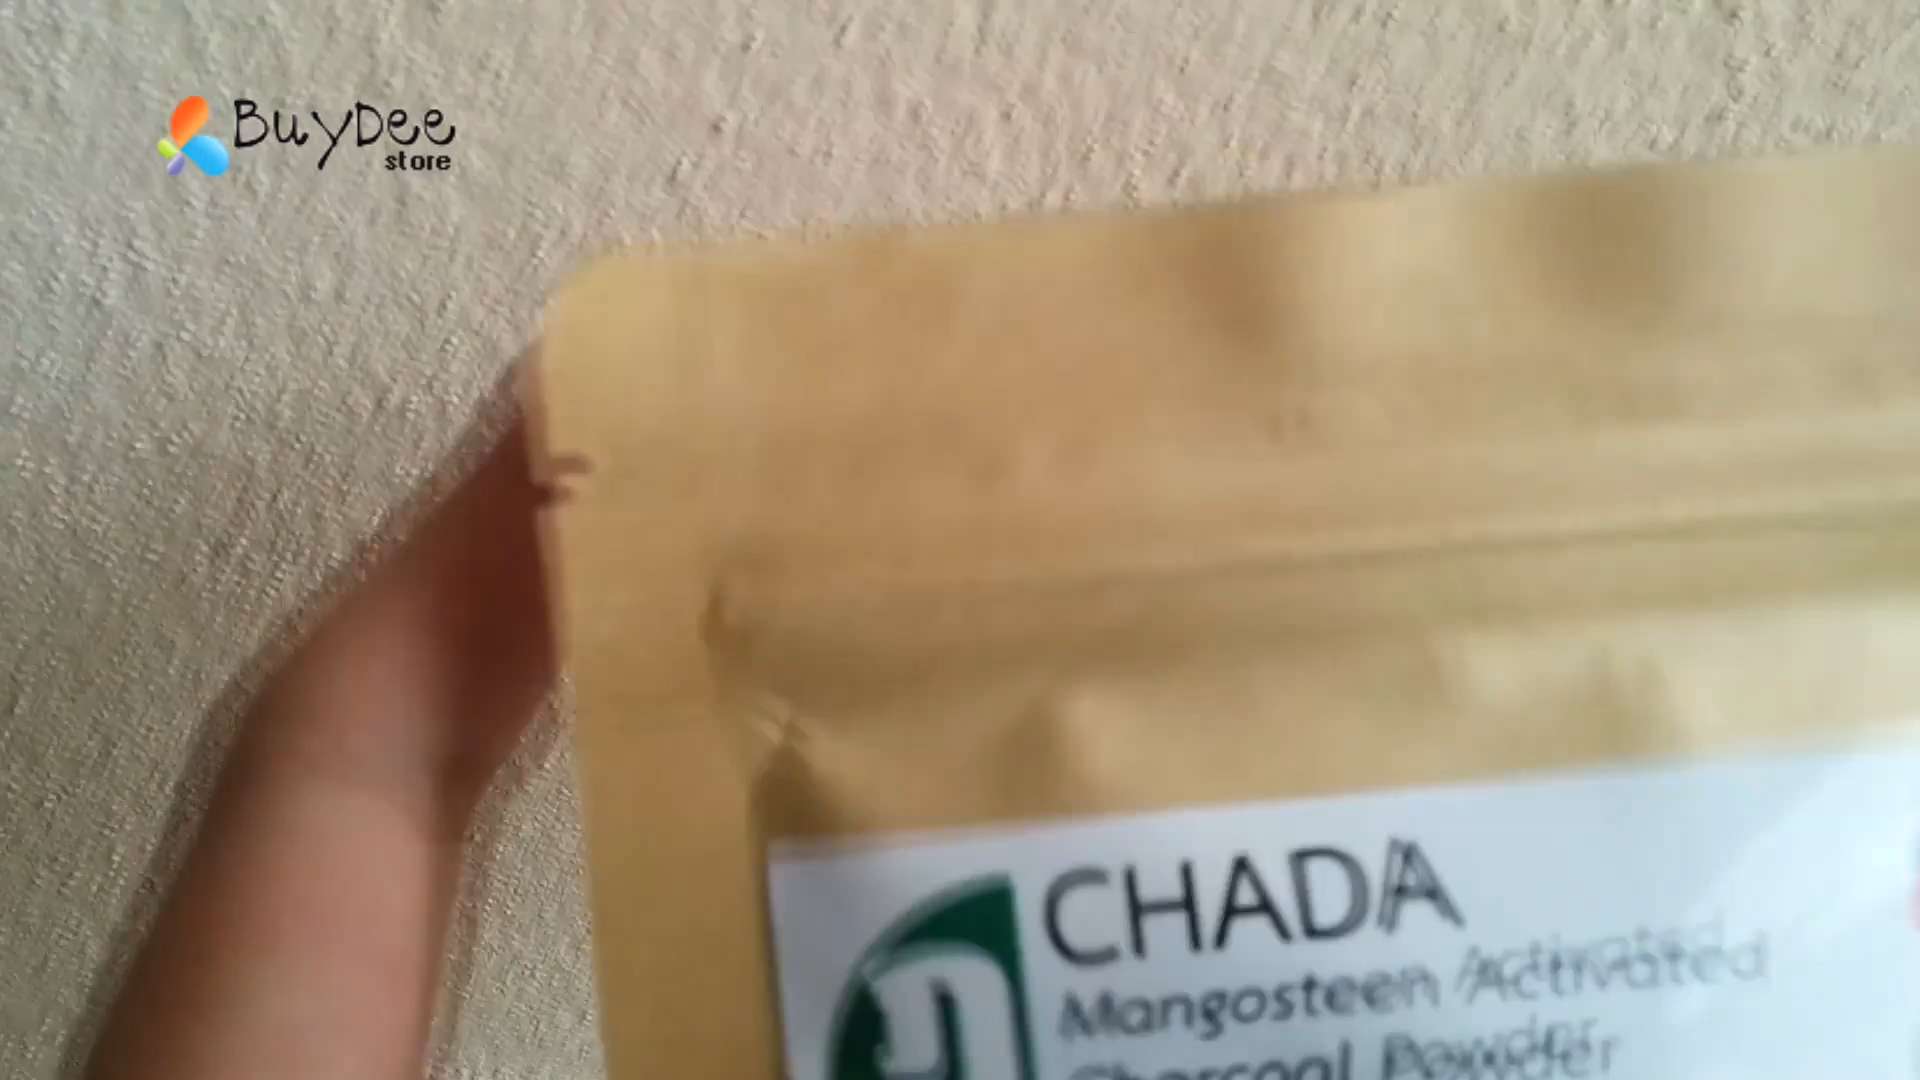 BuyDee
store
CHADA
Mangosteen Activated
Charcoal Powder